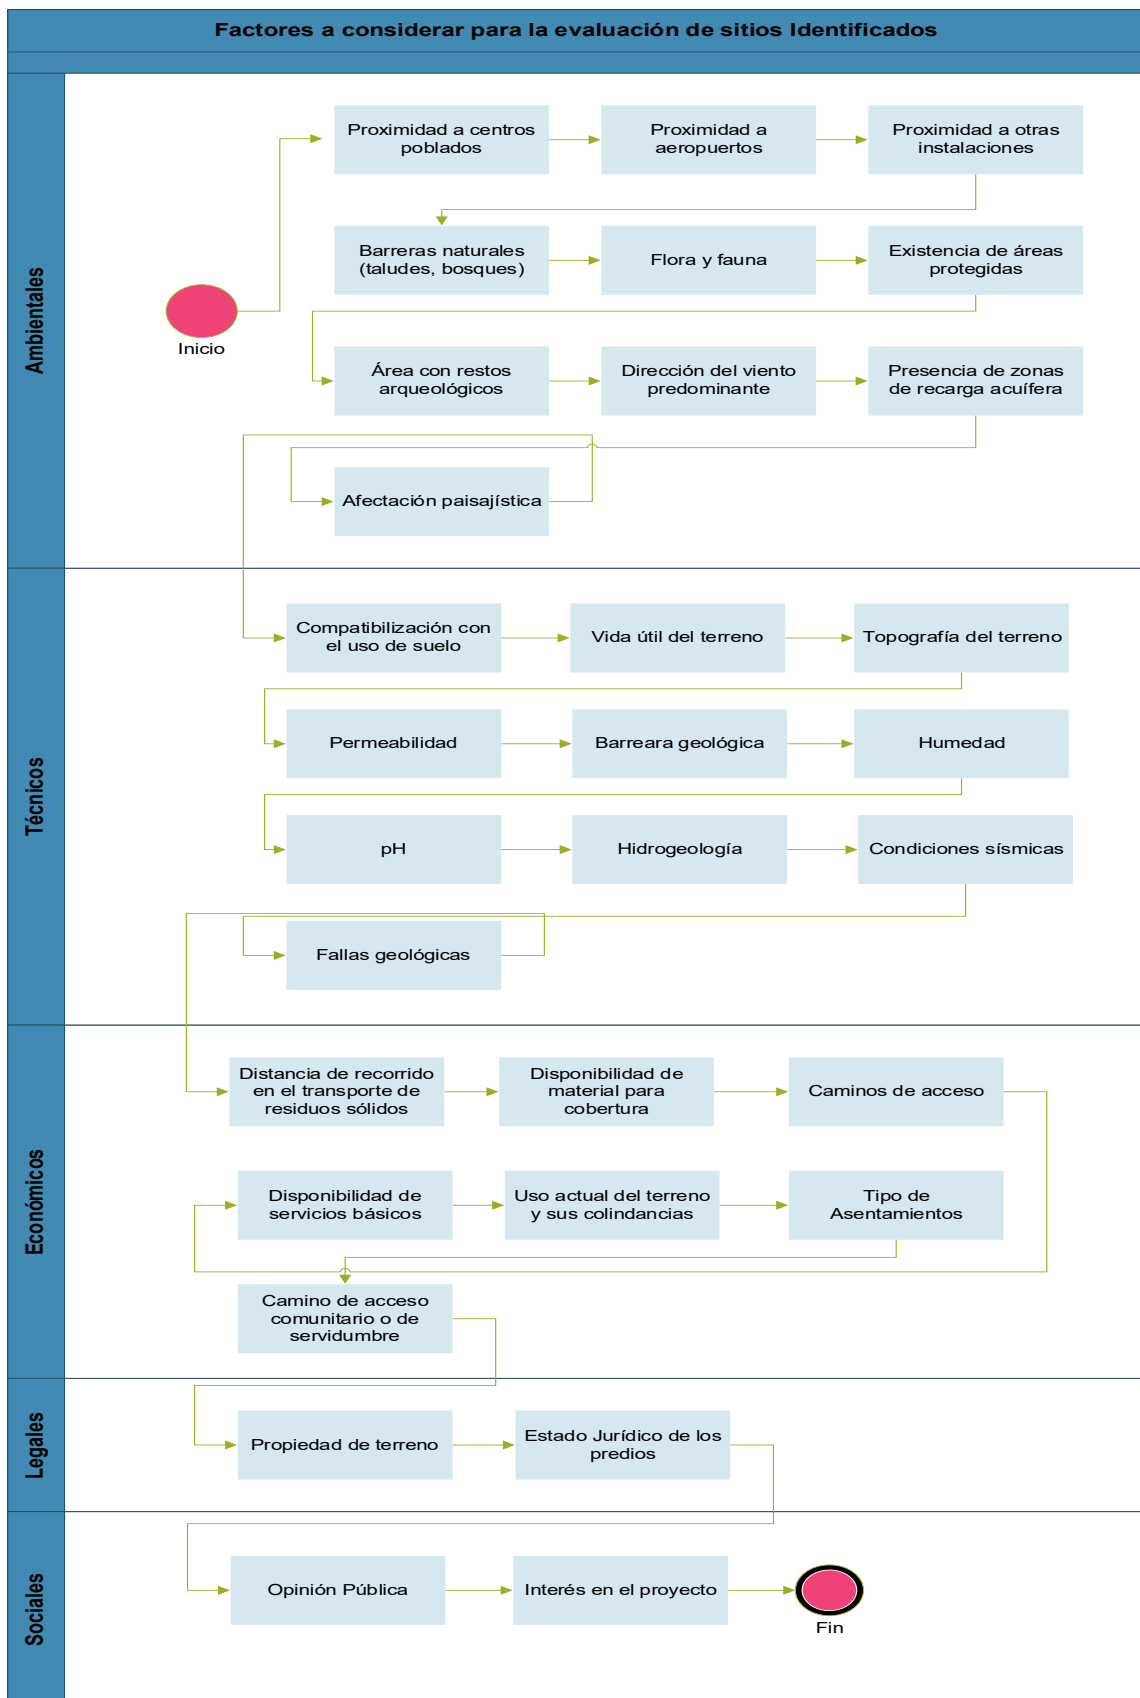 Factores a considerar para la evaluación de sitios Identificados
Ambientales
Inicio
Proximidad a centros
poblados
Proximidad a
aeropuertos
Proximidad a otras
instalaciones
Barreras naturales
(taludes, bosques)
Flora y fauna
Existencia de áreas
protegidas
Área con restos
arqueológicos
Dirección del viento
predominante
Presencia de zonas
de recarga acuífera
Afectación paisajística
Técnicos
Compatibilización con
el uso de suelo
Vida útil del terreno
Topografía del terreno
Permeabilidad
Barreara geológica
Humedad
pH
Hidrogeología
Condiciones sísmicas
Fallas geológicas
Económicos
Distancia de recorrido
en el transporte de
residuos sólidos
Disponibilidad de
material para
cobertura
Caminos de acceso
Disponibilidad de
servicios básicos
Uso actual del terreno
y sus colindancias
Tipo de
Asentamientos
Camino de acceso
comunitario o de
servidumbre
Legales
Propiedad de terreno
Estado Jurídico de los
predios
Sociales
Opinión Pública
Interés en el proyecto
Fin